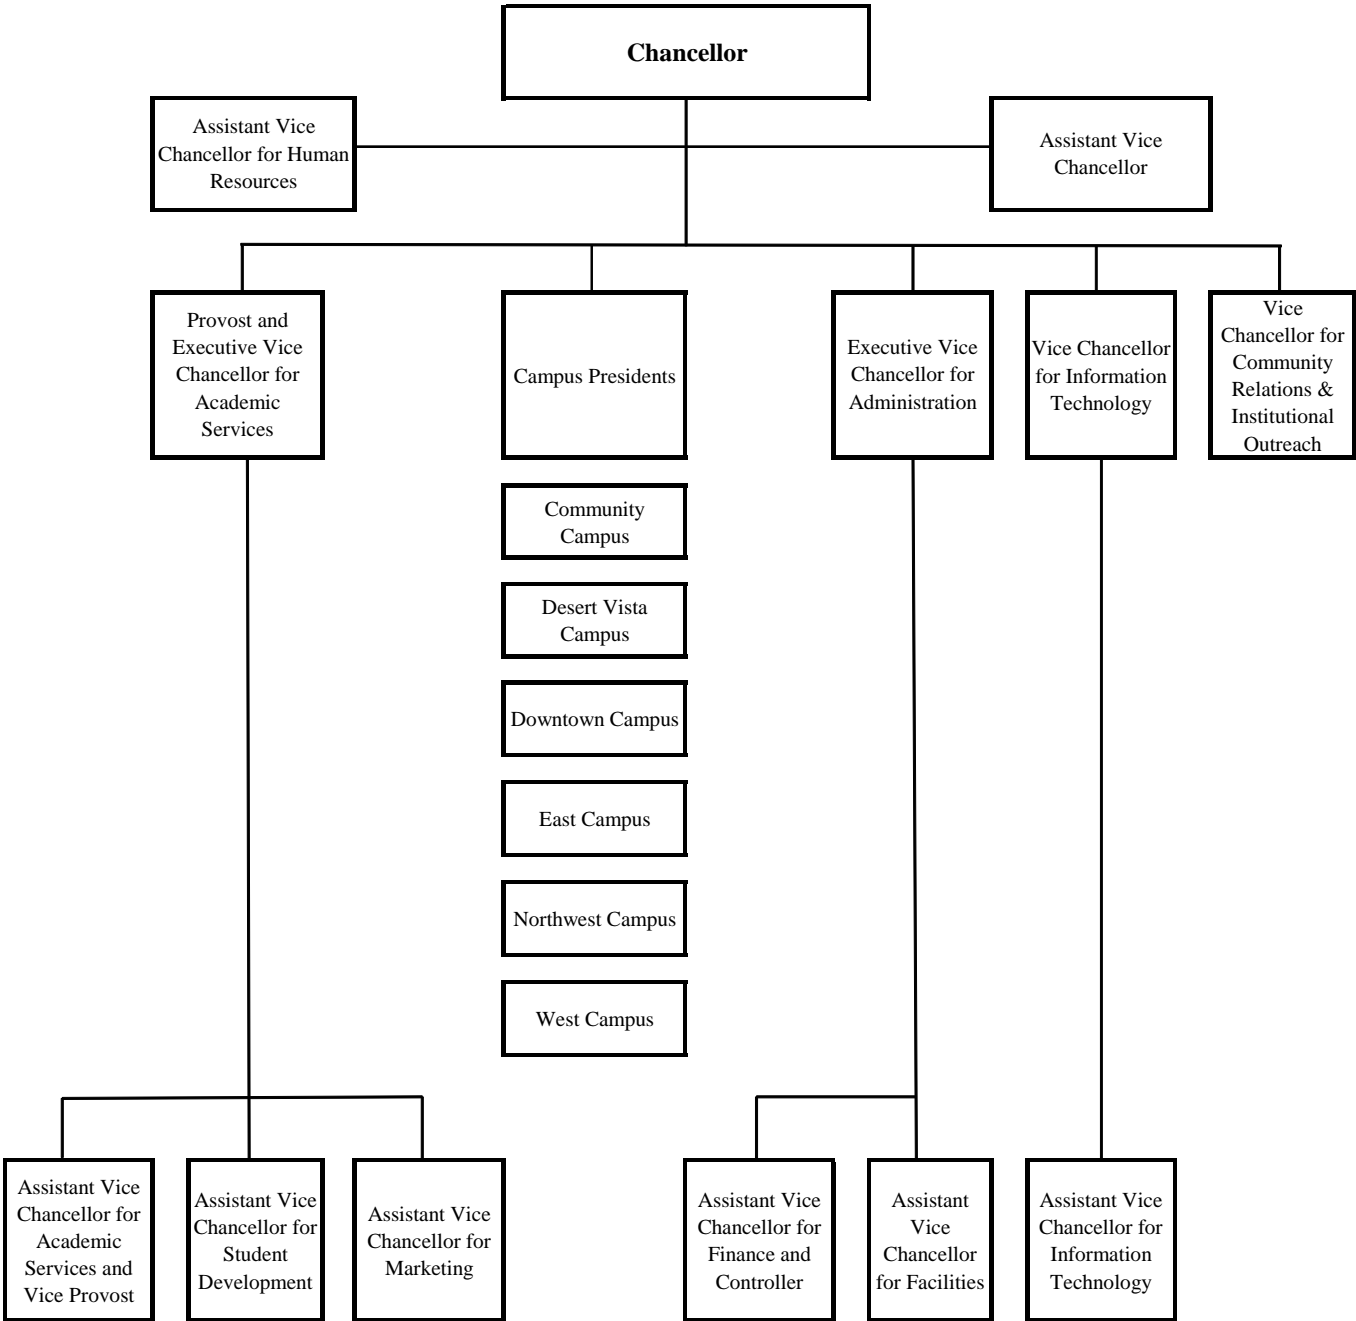 Chancellor
Assistant Vice
Chancellor for Human
Resources
Assistant Vice
Chancellor
Provost and
Executive Vice
Chancellor for
Academic
Services
Campus Presidents
Executive Vice
Chancellor for
Administration
Vice Chancellor
for Information
Technology
Vice
Chancellor for
Community
Relations &
Institutional
Outreach
Community
Campus
Desert Vista
Campus
Downtown Campus
East Campus
Northwest Campus
West Campus
Assistant Vice
Chancellor for
Academic
Services and
Vice Provost
Assistant Vice
Chancellor for
Student
Development
Assistant Vice
Chancellor for
Marketing
Assistant Vice
Chancellor for
Finance and
Controller
Assistant
Vice
Chancellor
for Facilities
Assistant Vice
Chancellor for
Information
Technology